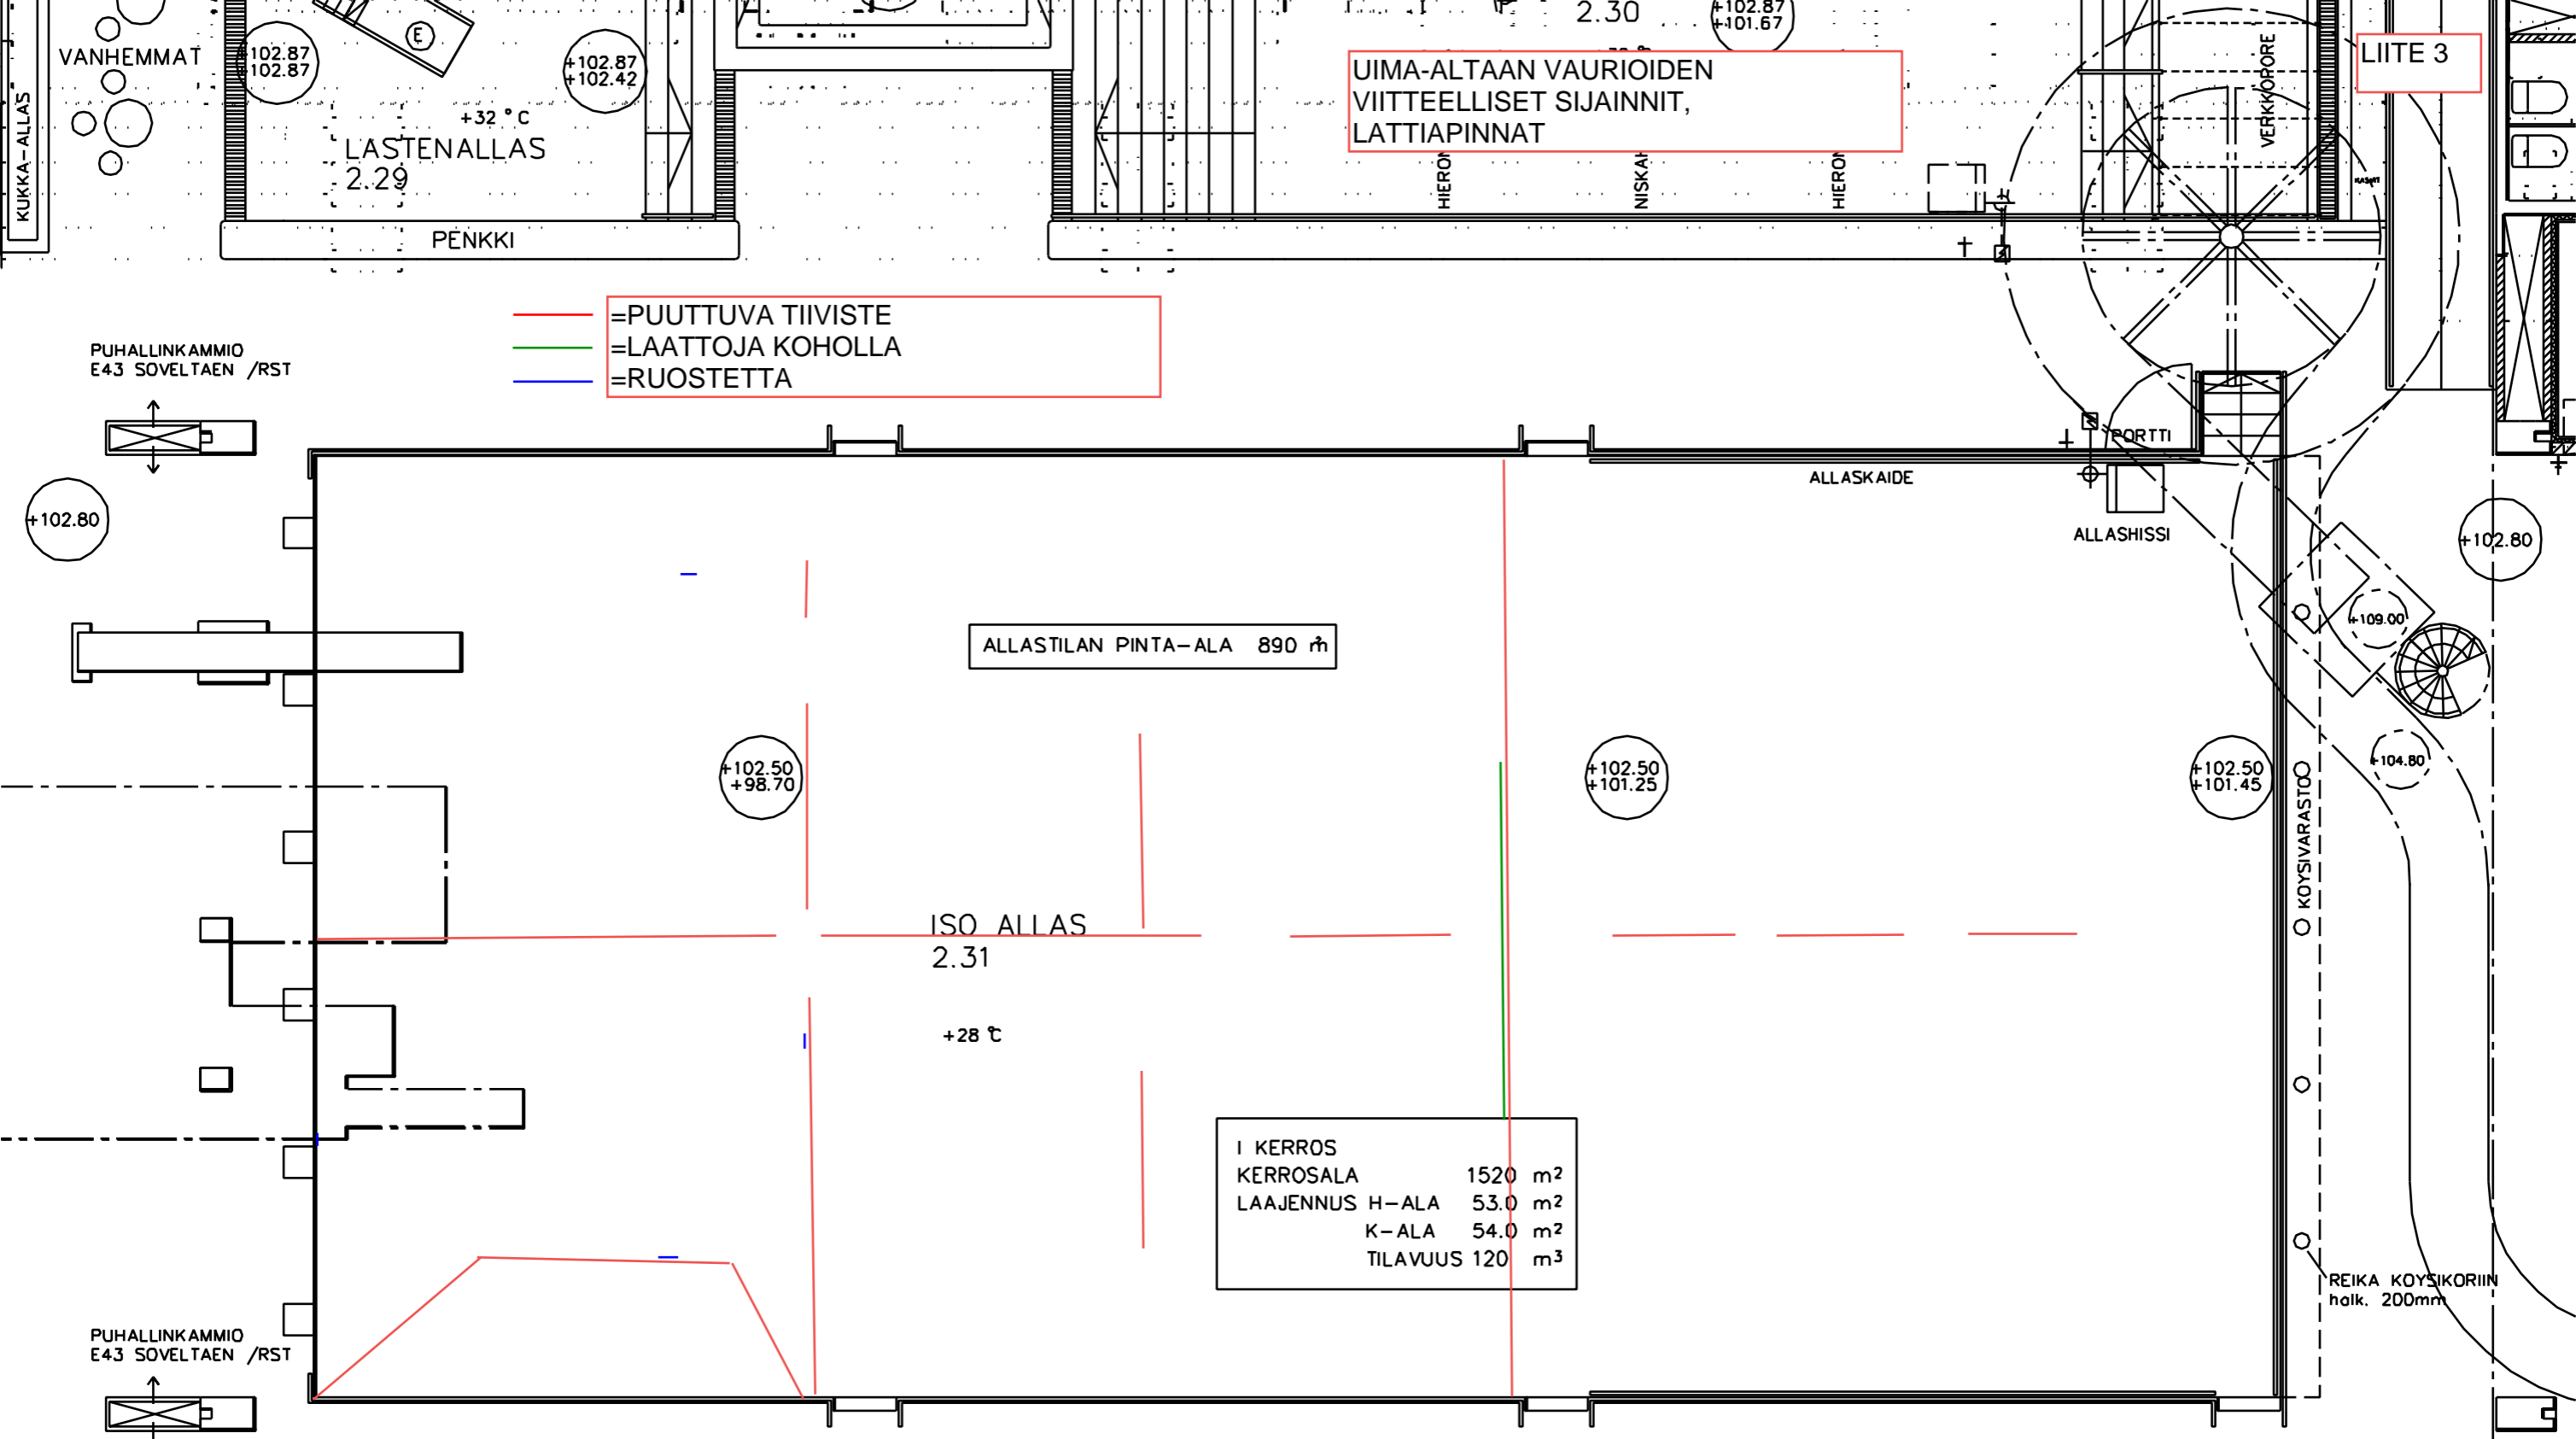 VANHEMMAT
KUKKA-ALLAS
+102.87
+102.87
E
+102.87
+102.42
+32 °C
LASTENALLAS
2.29
PENKKI
2.30
+102.87
+101.67
UIMA-ALTAAN VAURIOIDEN
VIITTEELLISET SIJAINNIT,
LATTIAPINNAT
VERKKOPORE
LIITE 3
=PUUTTUVA TIIVISTE
=LAATTOJA KOHOLLA
=RUOSTETTA
PUHALLINKAMMIO
E43 SOVELTAEN /RST
PORTTI
ALLASKAIDE
ALLASHISSI
+102.80
+102.80
+109.00
ALLASTILAN PINTA-ALA 890 m²
+102.50
+98.70
+102.50
+101.25
+102.50
+101.45
+104.80
KOYSIVARASTO
ISO ALLAS
2.31
+28 °C
I KERROS
KERROSALA 1520 m²
LAAJENNUS H-ALA 53.0 m²
K-ALA 54.0 m²
TILAVUUS 120 m³
REIKA KOYSIKORIIN
halk. 200mm
PUHALLINKAMMIO
E43 SOVELTAEN /RST